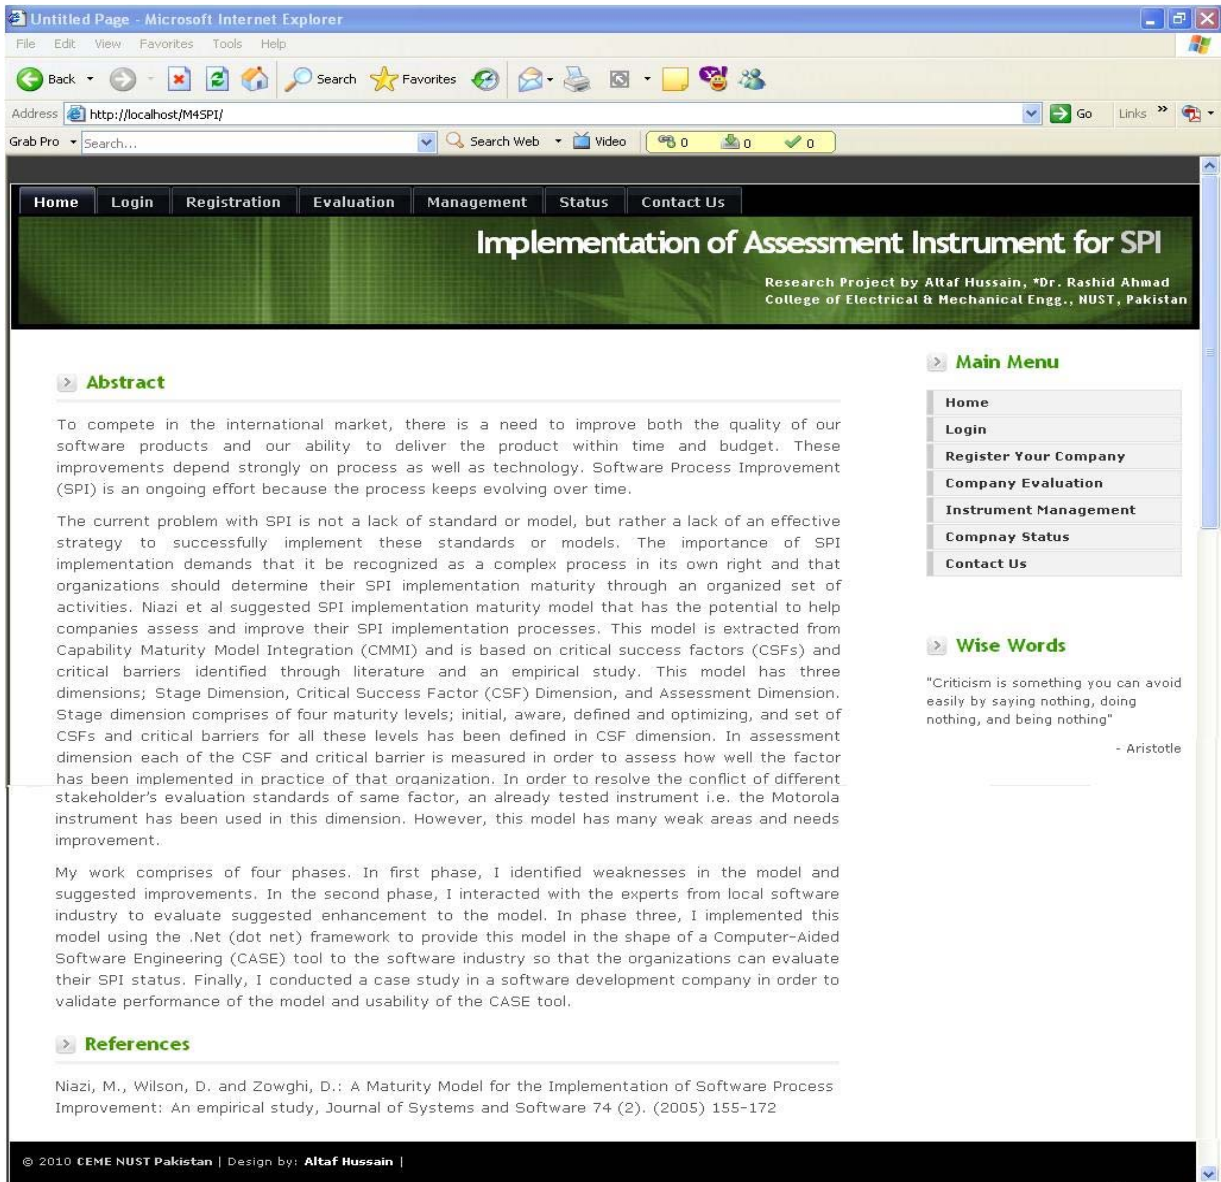 Untitled Page - Microsoft Internet Explorer
File Edit View Favorites Tools Help
Back Search Favorites
Address http://localhost/M4SPI/ Go Links »
Grab Pro Search... Search Web Video 0 0 0
Home Login Registration Evaluation Management Status Contact Us
Implementation of Assessment Instrument for SPI
Research Project by Altaf Hussain, *Dr. Rashid Ahmad
College of Electrical & Mechanical Engg., NUST, Pakistan
Abstract
To compete in the international market, there is a need to improve both the quality of our
software products and our ability to deliver the product within time and budget. These
improvements depend strongly on process as well as technology. Software Process Improvement
(SPI) is an ongoing effort because the process keeps evolving over time.
The current problem with SPI is not a lack of standard or model, but rather a lack of an effective
strategy to successfully implement these standards or models. The importance of SPI
implementation demands that it be recognized as a complex process in its own right and that
organizations should determine their SPI implementation maturity through an organized set of
activities. Niazi et al suggested SPI implementation maturity model that has the potential to help
companies assess and improve their SPI implementation processes. This model is extracted from
Capability Maturity Model Integration (CMMI) and is based on critical success factors (CSFs) and
critical barriers identified through literature and an empirical study. This model has three
dimensions; Stage Dimension, Critical Success Factor (CSF) Dimension, and Assessment Dimension.
Stage dimension comprises of four maturity levels; initial, aware, defined and optimizing, and set of
CSFs and critical barriers for all these levels has been defined in CSF dimension. In assessment
dimension each of the CSF and critical barrier is measured in order to assess how well the factor
has been implemented in practice of that organization. In order to resolve the conflict of different
stakeholder's evaluation standards of same factor, an already tested instrument i.e. the Motorola
instrument has been used in this dimension. However, this model has many weak areas and needs
improvement.
My work comprises of four phases. In first phase, I identified weaknesses in the model and
suggested improvements. In the second phase, I interacted with the experts from local software
industry to evaluate suggested enhancement to the model. In phase three, I implemented this
model using the .Net (dot net) framework to provide this model in the shape of a Computer-Aided
Software Engineering (CASE) tool to the software industry so that the organizations can evaluate
their SPI status. Finally, I conducted a case study in a software development company in order to
validate performance of the model and usability of the CASE tool.
References
Niazi, M., Wilson, D. and Zowghi, D.: A Maturity Model for the Implementation of Software Process
Improvement: An empirical study, Journal of Systems and Software 74 (2). (2005) 155-172
Main Menu
Home
Login
Register Your Company
Company Evaluation
Instrument Management
Compnay Status
Contact Us
Wise Words
"Criticism is something you can avoid
easily by saying nothing, doing
nothing, and being nothing"
- Aristotle
© 2010 CEME NUST Pakistan | Design by: Altaf Hussain |